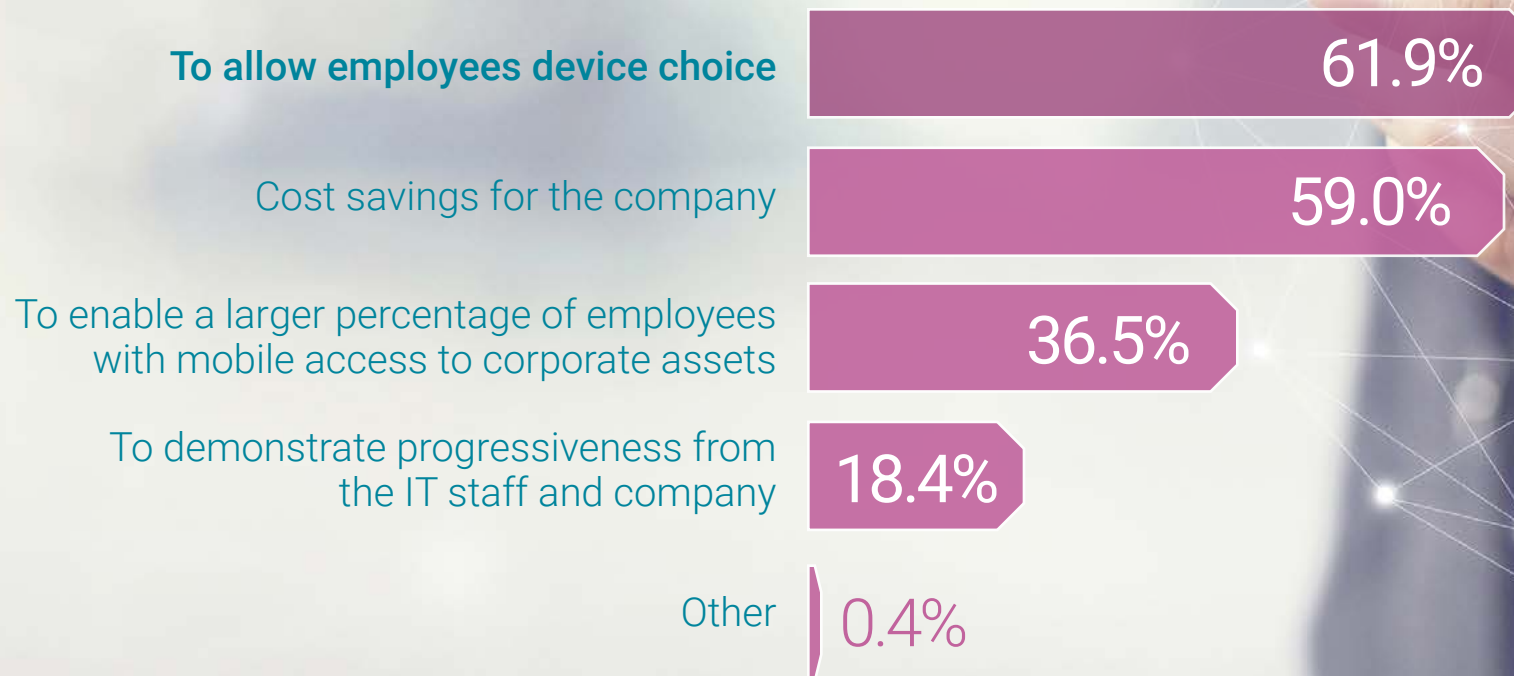 To allow employees device choice
61.9%
Cost savings for the company
59.0%
To enable a larger percentage of employees
with mobile access to corporate assets
36.5%
To demonstrate progressiveness from
the IT staff and company
18.4%
Other
0.4%